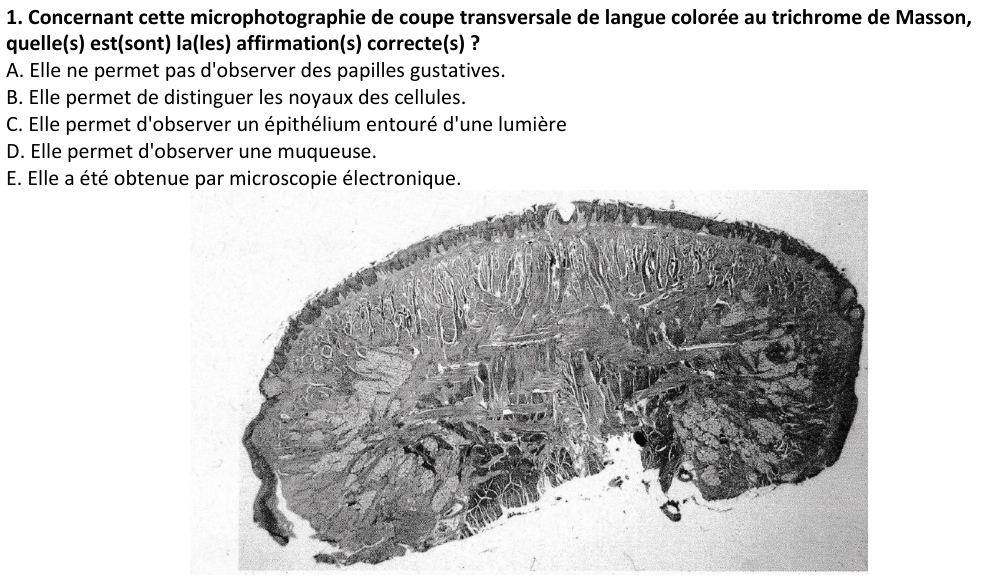 1. Concernant cette microphotographie de coupe transversale de langue colorée au trichrome de Masson,
quelle(s) est(sont) la(les) affirmation(s) correcte(s) ?
A. Elle ne permet pas d'observer des papilles gustatives.
B. Elle permet de distinguer les noyaux des cellules.
C. Elle permet d'observer un épithélium entouré d'une lumière
D. Elle permet d'observer une muqueuse.
E. Elle a été obtenue par microscopie électronique.